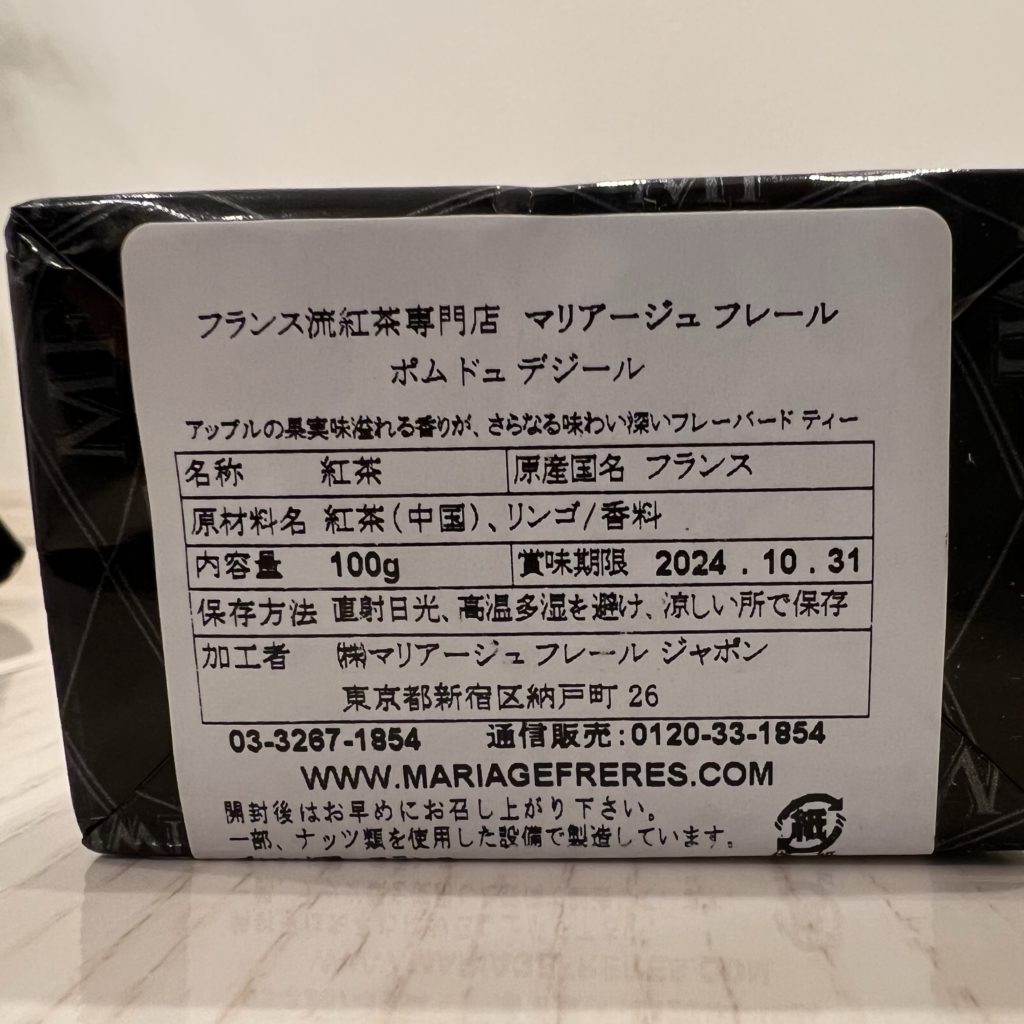 フランス流紅茶専門店 マリアージュ フレール
ポム ドュ デジール
アップルの果実味溢れる香りが、さらなる味わい深いフレーバード ティー
名称 紅茶 原産国名 フランス
原材料名 紅茶(中国)、リンゴ/香料
内容量 100g 賞味期限 2024 . 10 . 31
保存方法 直射日光、高温多湿を避け、涼しい所で保存
加工者 ㈱マリアージュ フレール ジャポン
東京都新宿区納戸町 26
03-3267-1854 通信販売:0120-33-1854
WWW.MARIAGEFRERES.COM
開封後はお早めにお召し上がり下さい。
一部、ナッツ類を使用した設備で製造しています。
紙